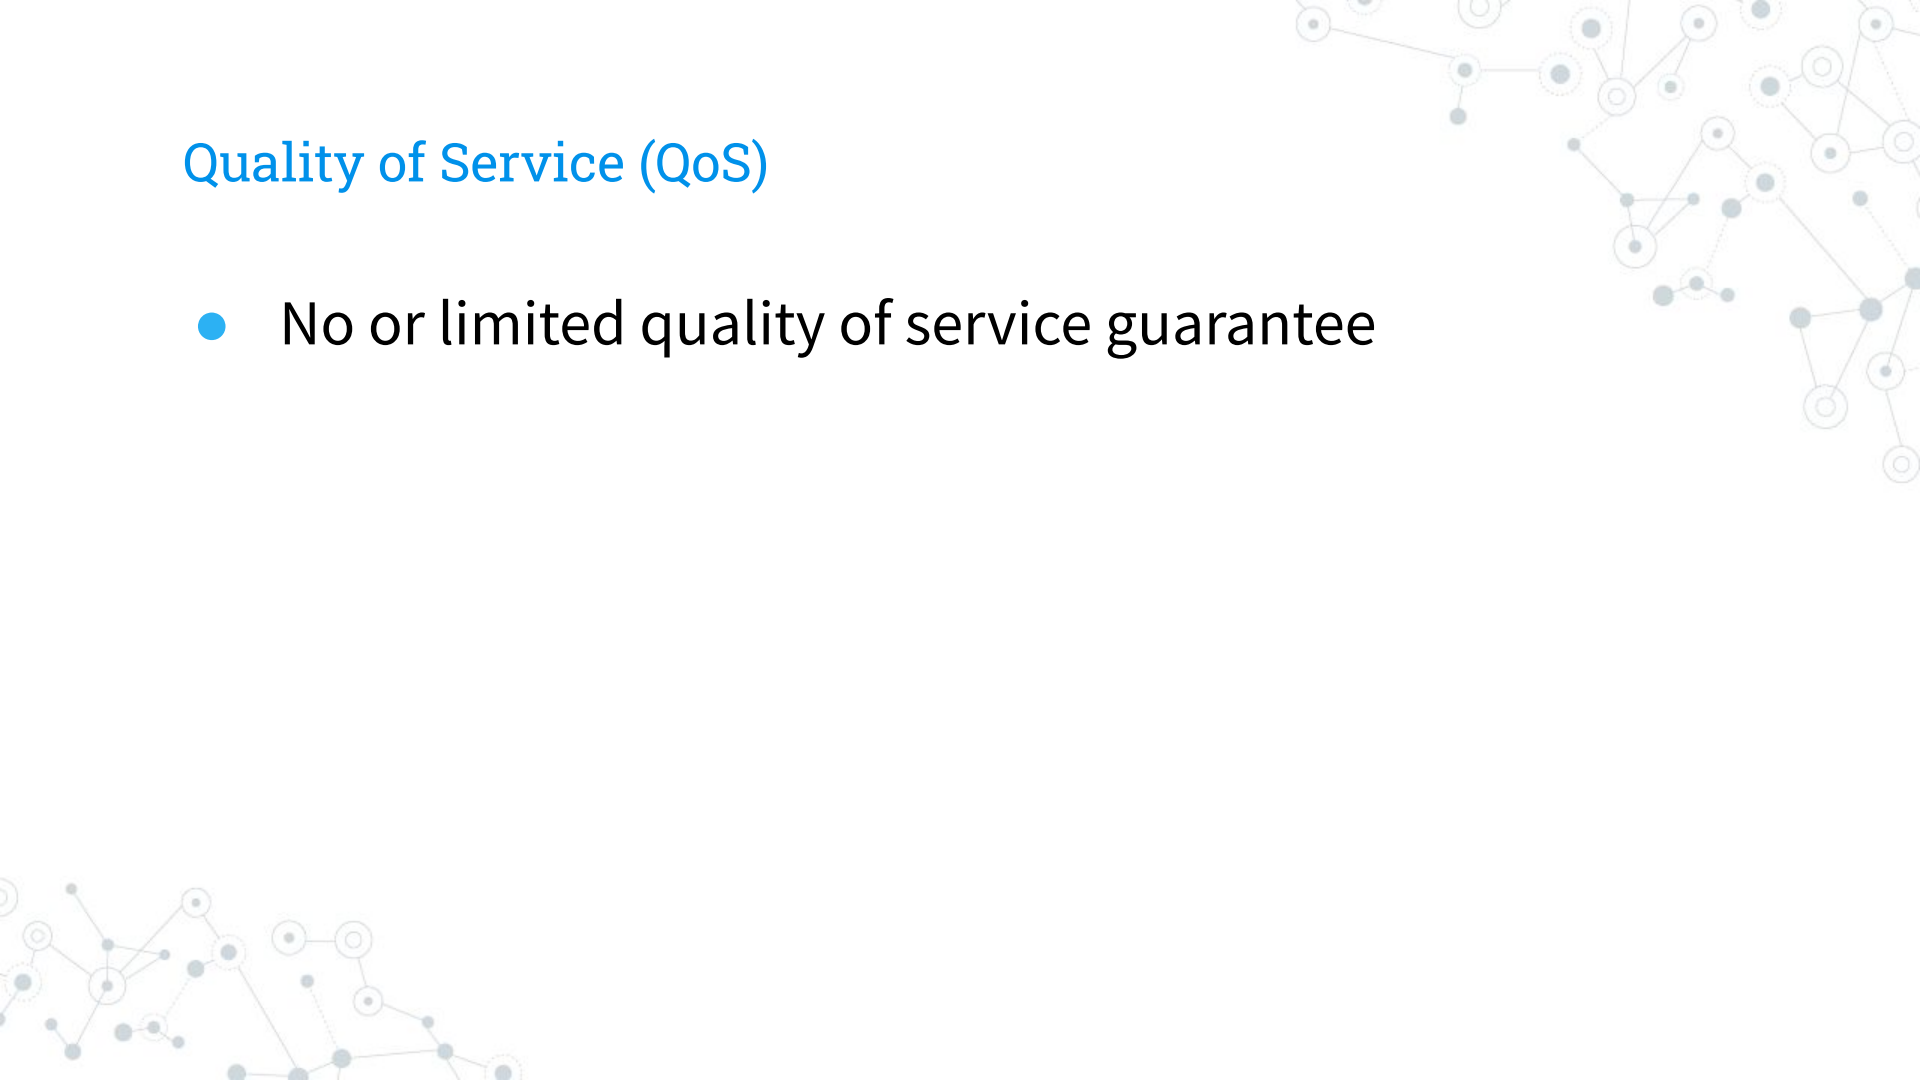 Quality of Service (QoS)
● No or limited quality of service guarantee